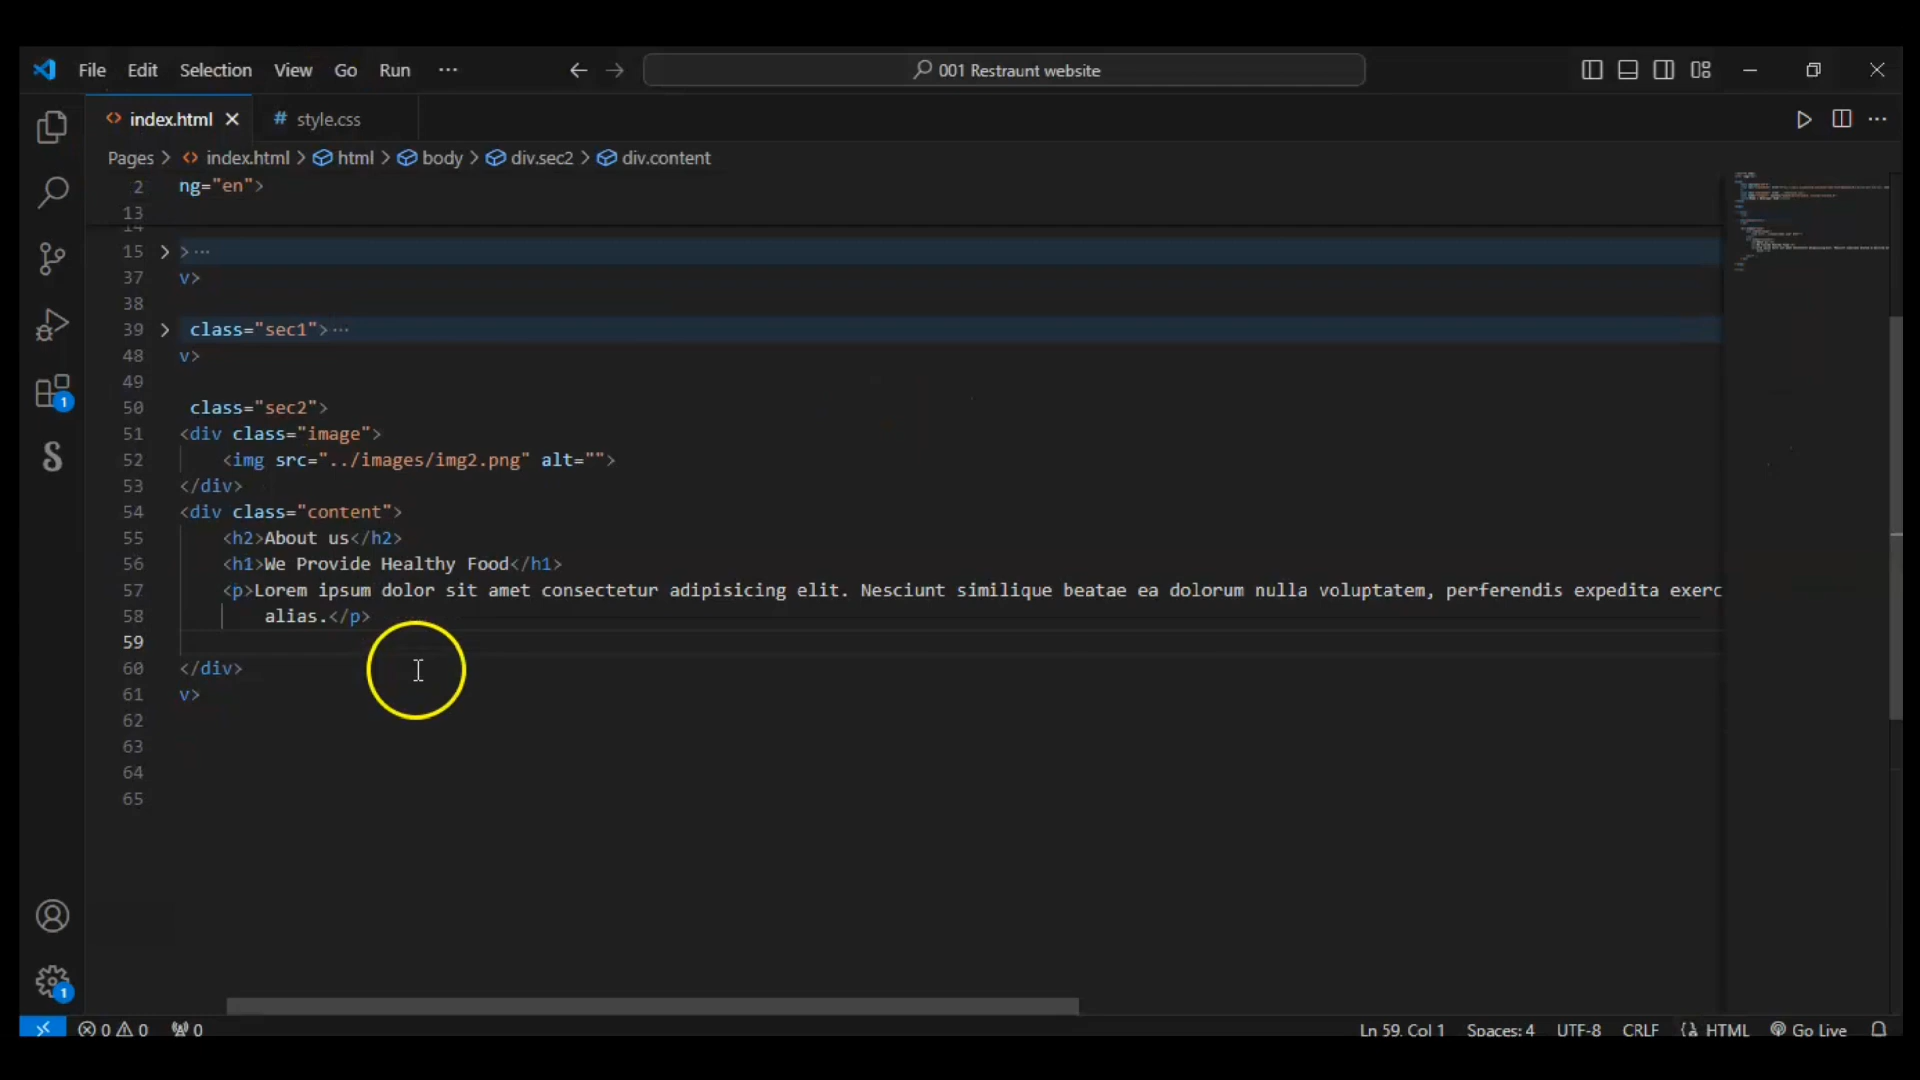 File Edit Selection View Go Run ··· 001 Restraunt website
index.html style.css
Pages > index.html > html > body > div.sec2 > div.content
2 ng="en">
13
14
15 > ···
37 v>
38
39 class="sec1"> ···
48 v>
49
50 class="sec2">
51 <div class="image">
52 <img src="../images/img2.png" alt="">
53 </div>
54 <div class="content">
55 <h2>About us</h2>
56 <h1>We Provide Healthy Food</h1>
57 <p>Lorem ipsum dolor sit amet consectetur adipisicing elit. Nesciunt similique beatae ea dolorum nulla voluptatem, perferendis expedita exerc
58 alias.</p>
59
60 </div>
61 v>
62
63
64
65
1
S
1
0 0 0 Ln 59, Col 1 Spaces: 4 UTF-8 CRLF HTML Go Live